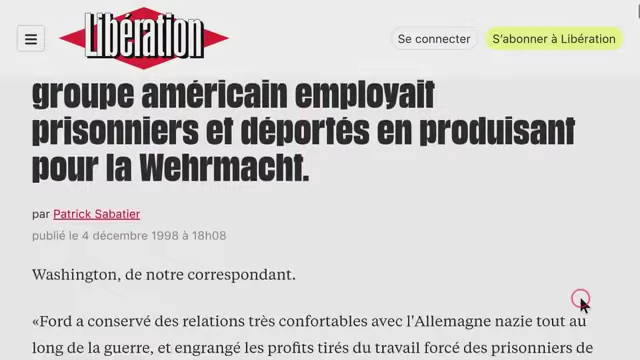 Libération
Se connecter
S'abonner à Libération
groupe américain employait
prisonniers et déportés en produisant
pour la Wehrmacht.
par Patrick Sabatier
publié le 4 décembre 1998 à 18h08
Washington, de notre correspondant.
«Ford a conservé des relations très confortables avec l'Allemagne nazie tout au
long de la guerre, et engrangé les profits tirés du travail forcé des prisonniers de